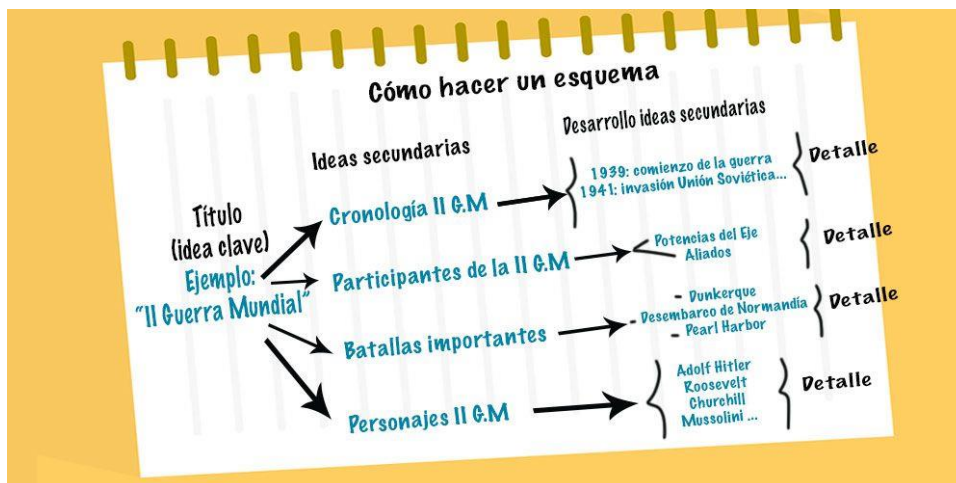 Cómo hacer un esquema
Ideas secundarias
Desarrollo ideas secundarias
Título
(idea clave)
Ejemplo:
"II Guerra Mundial"
Cronología II G.M
1939: comienzo de la guerra
1941: invasión Unión Soviética...
Detalle
Participantes de la II G.M
Potencias del Eje
Aliados
Detalle
Batallas importantes
- Dunkerque
- Desembarco de Normandía
- Pearl Harbor
Detalle
Personajes II G.M
Adolf Hitler
Roosevelt
Churchill
Mussolini ...
Detalle